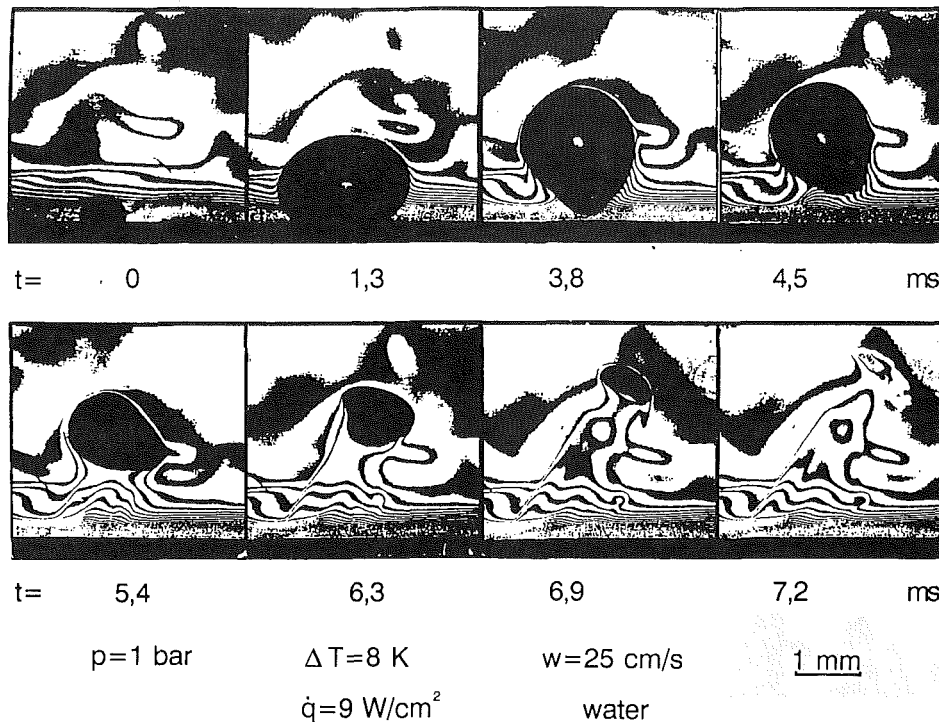 t= 0 1,3 3,8 4,5 ms
t= 5,4 6,3 6,9 7,2 ms
p=1 bar Δ T=8 K w=25 cm/s 1 mm
q̇=9 W/cm² water